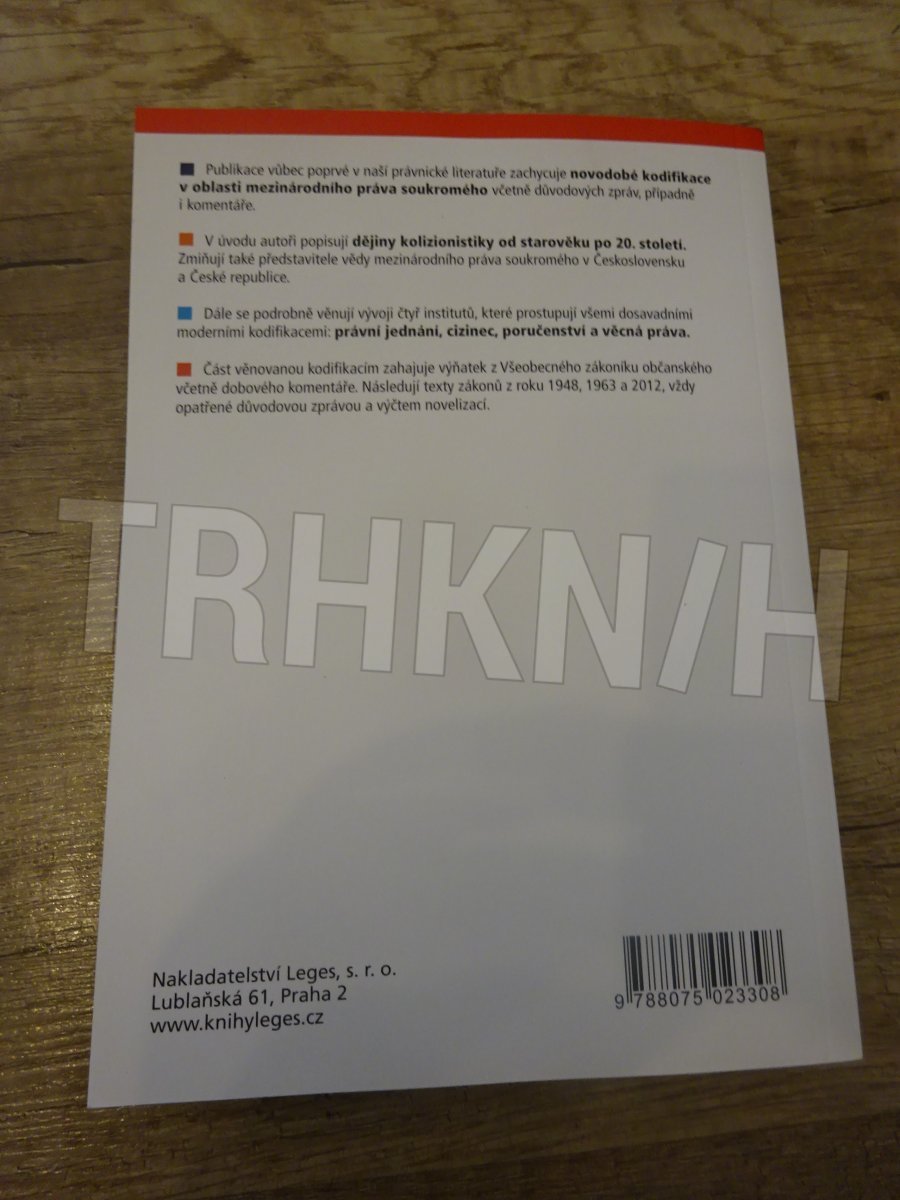 Publikace vůbec poprvé v naší právnické literatuře zachycuje novodobé kodifikace
v oblasti mezinárodního práva soukromého včetně důvodových zpráv, případně
i komentáře.
V úvodu autoři popisují dějiny kolizionistiky od starověku po 20. století.
Zmiňují také představitele vědy mezinárodního práva soukromého v Československu
a České republice.
Dále se podrobně věnují vývoji čtyř institutů, které prostupují všemi dosavadními
moderními kodifikacemi: právní jednání, cizinec, poručenství a věcná práva.
Část věnovanou kodifikacím zahajuje výňatek z Všeobecného zákoníku občanského
včetně dobového komentáře. Následují texty zákonů z roku 1948, 1963 a 2012, vždy
opatřené důvodovou zprávou a výčtem novelizací.
TRHKNIH
Nakladatelství Leges, s. r. o.
Lublaňská 61, Praha 2
www.knihyleges.cz
9 788075 023308